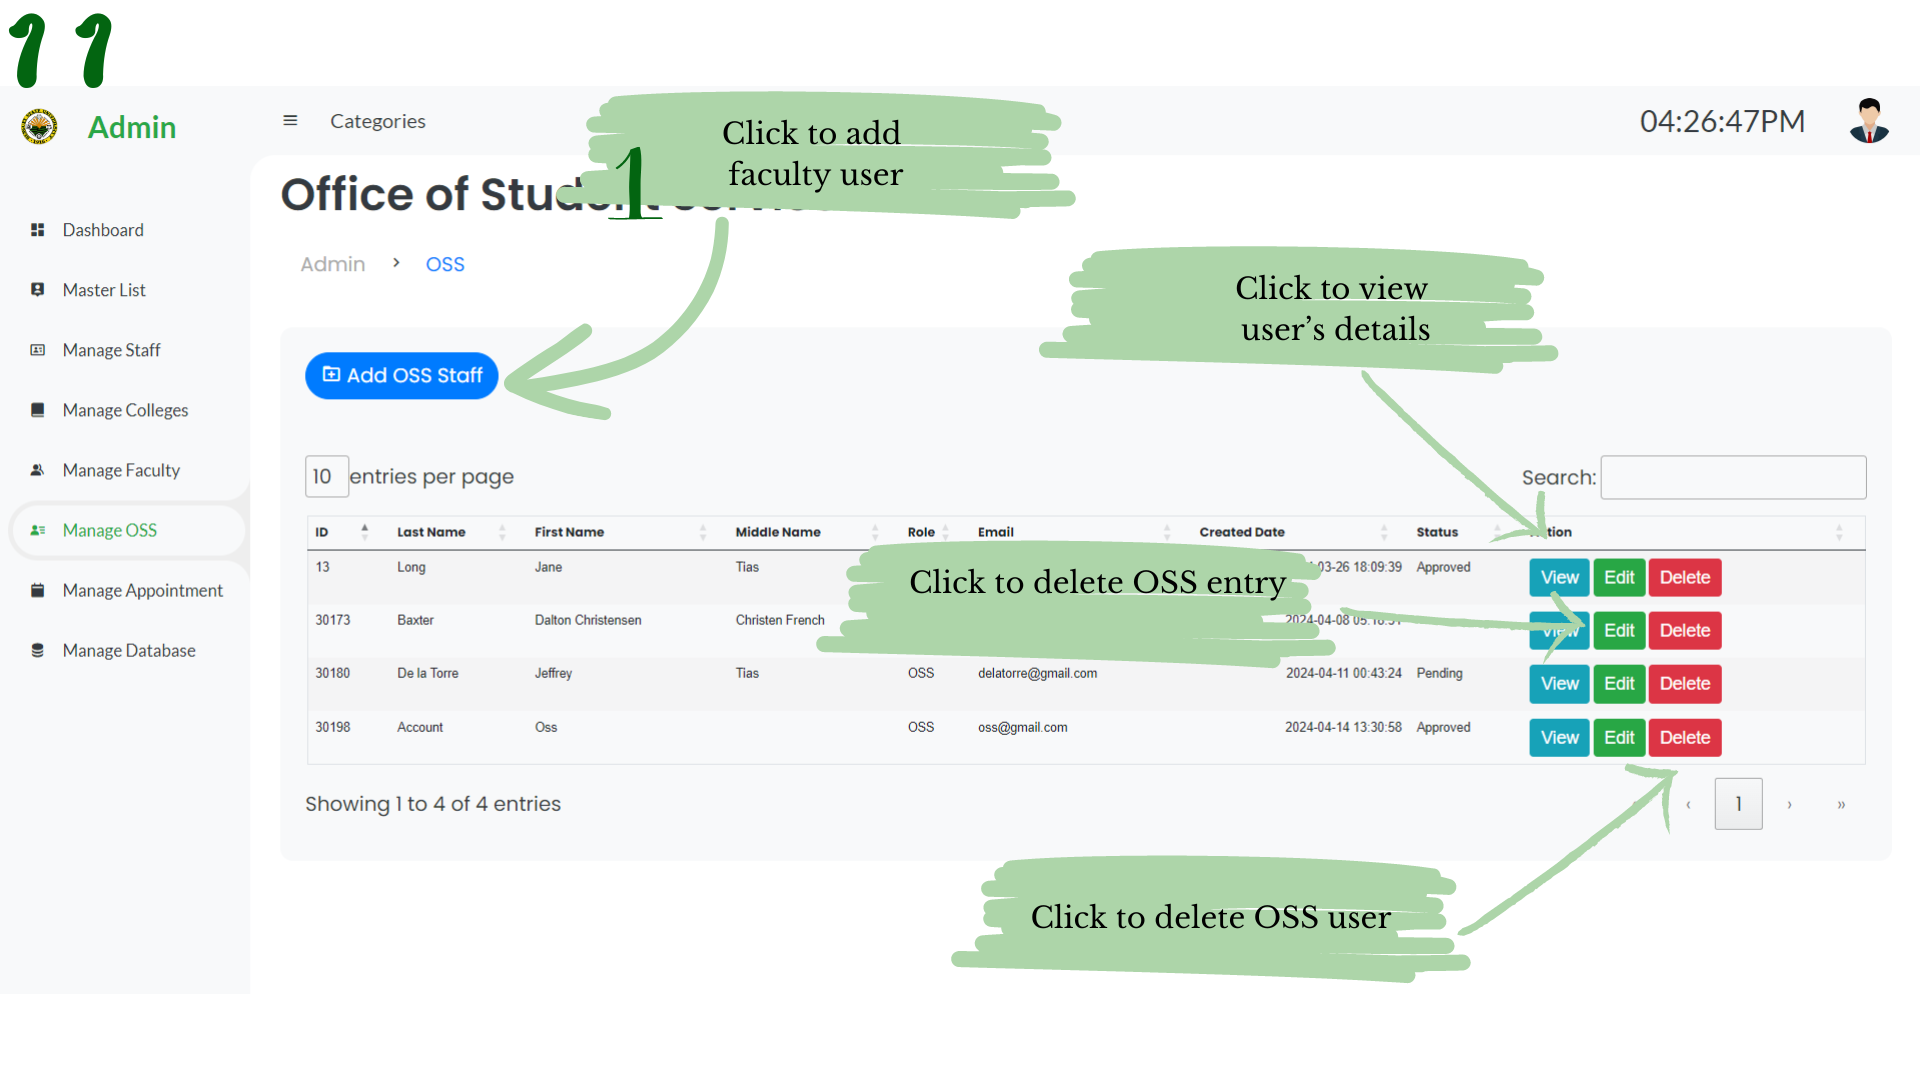 11
Admin
Categories
04:26:47PM
Click to add
faculty user
1
Office of Student
Admin > OSS
Dashboard
Master List
Manage Staff
Manage Colleges
Manage Faculty
Manage OSS
Manage Appointment
Manage Database
Click to view
user’s details
Add OSS Staff
10 entries per page
Search:
ID Last Name First Name Middle Name Role Email Created Date Status
13 Long Jane Tias 03-26 18:09:39 Approved View Edit Delete
Click to delete OSS entry
30173 Baxter Dalton Christensen Christen French 2024-04-08 View Edit Delete
30180 De la Torre Jeffrey Tias OSS delatorre@gmail.com 2024-04-11 00:43:24 Pending View Edit Delete
30198 Account Oss OSS oss@gmail.com 2024-04-14 13:30:58 Approved View Edit Delete
Showing 1 to 4 of 4 entries
‹ 1 › »
Click to delete OSS user